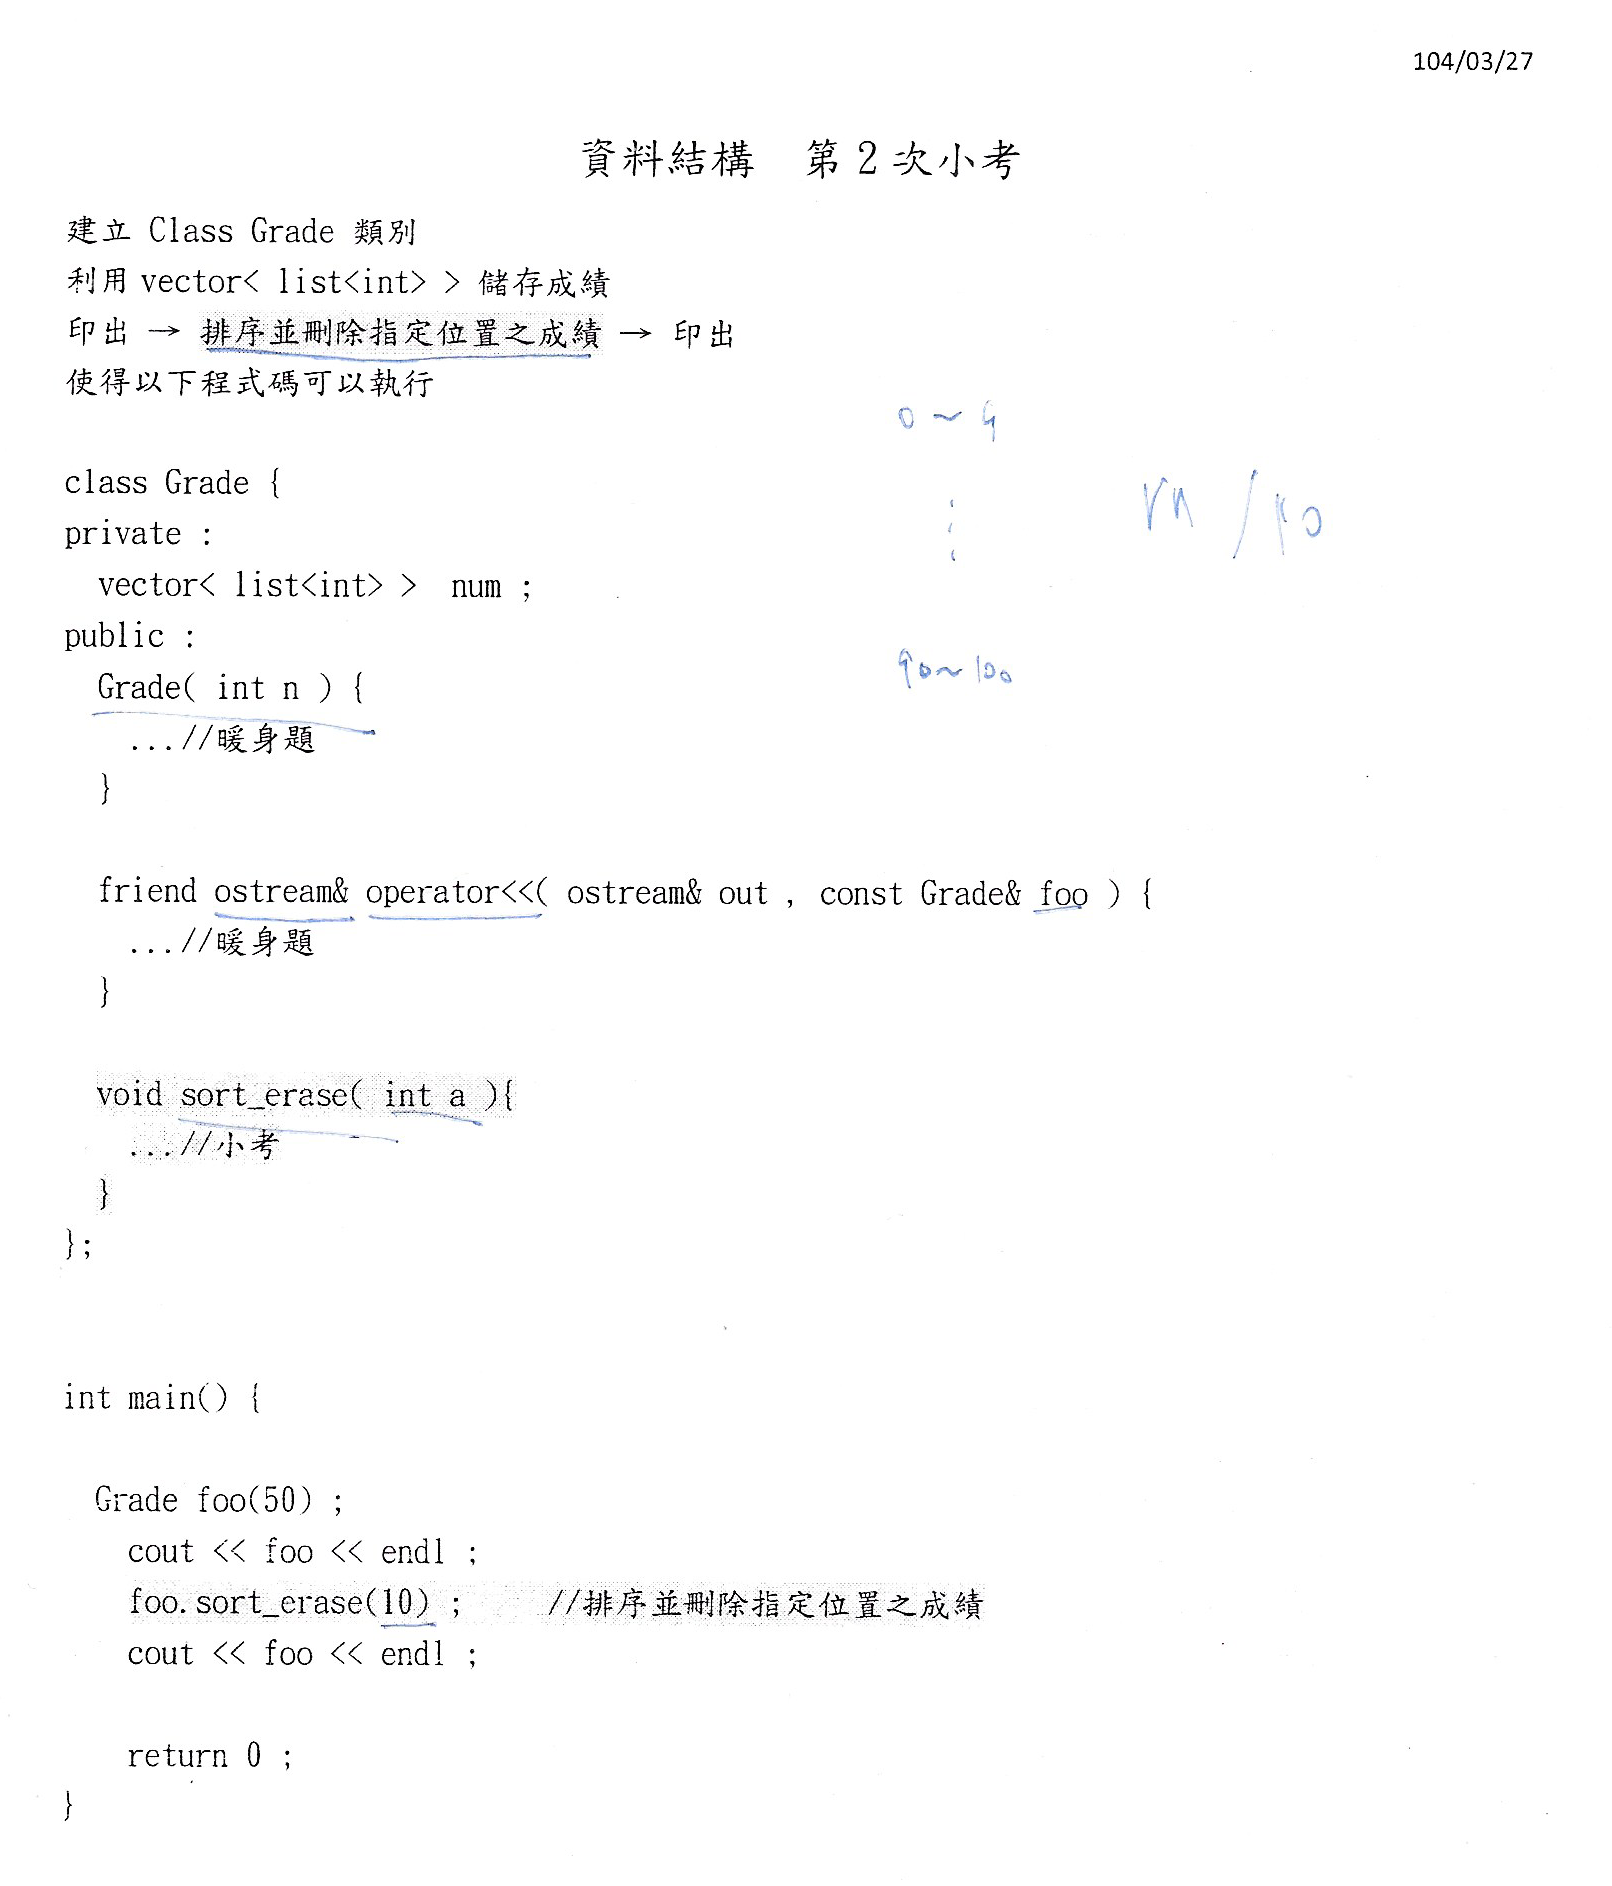 104/03/27
資料結構 第 2 次小考
建立 Class Grade 類別
利用 vector< list<int> > 儲存成績
印出 → 排序並刪除指定位置之成績 → 印出
使得以下程式碼可以執行
0 ~ 9
class Grade {
private :
vector< list<int> > num ;
public :
90~100
Grade( int n ) {
...//暖身題
}
friend ostream& operator<<( ostream& out , const Grade& foo ) {
...//暖身題
}
void sort_erase( int a ){
...//小考
}
};
int main() {
Grade foo(50) ;
cout << foo << endl ;
foo.sort_erase(10) ; //排序並刪除指定位置之成績
cout << foo << endl ;
return 0 ;
}